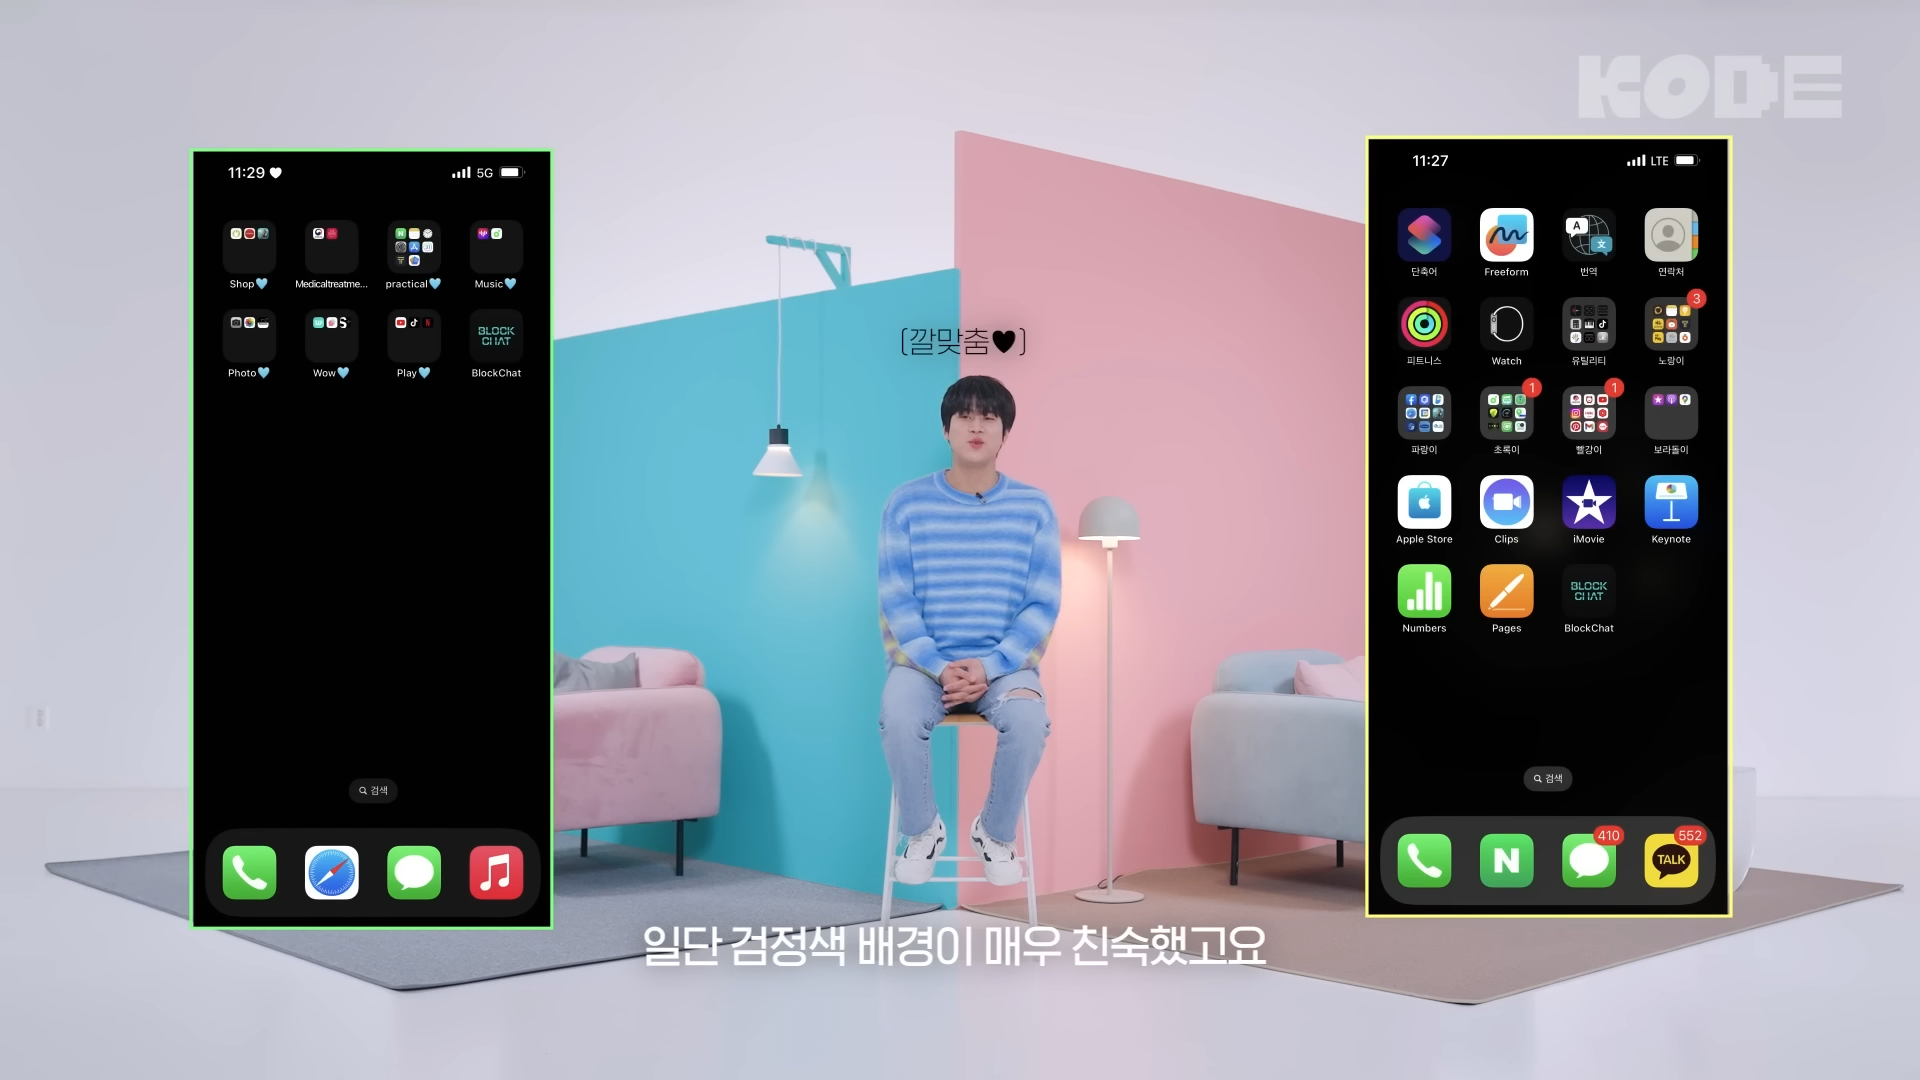 KODE
11:29
5G
Shop🩵
Medicaltreatme...
practical🩵
Music🩵
Photo🩵
Wow🩵
Play🩵
BLOCK
CHAT
BlockChat
검색
[깔맞춤♥]
11:27
LTE
단축어
Freeform
번역
연락처
피트니스
Watch
유틸리티
3
노랑이
파랑이
1
초록이
1
빨강이
보라돌이
Apple Store
Clips
iMovie
Keynote
Numbers
Pages
BLOCK
CHAT
BlockChat
검색
N
410
552
TALK
일단 검정색 배경이 매우 친숙했고요